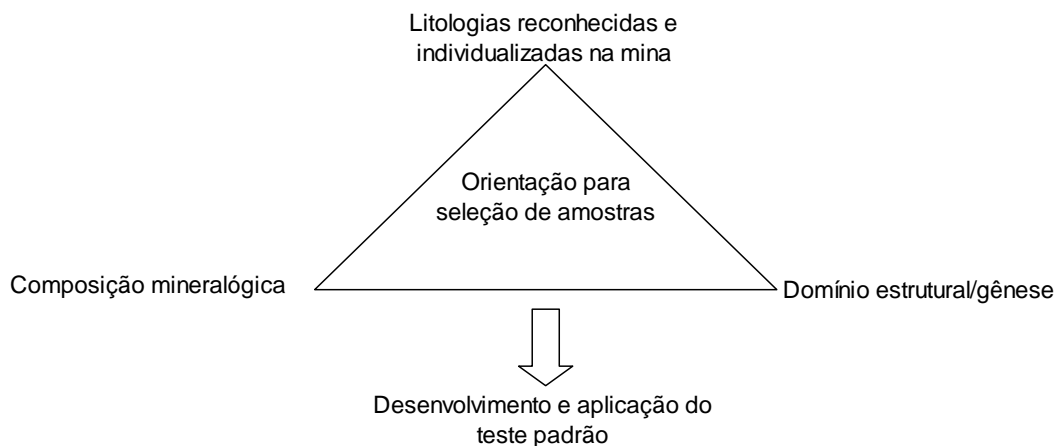 Litologias reconhecidas e
individualizadas na mina
Orientação para
seleção de amostras
Composição mineralógica
Domínio estrutural/gênese
Desenvolvimento e aplicação do
teste padrão